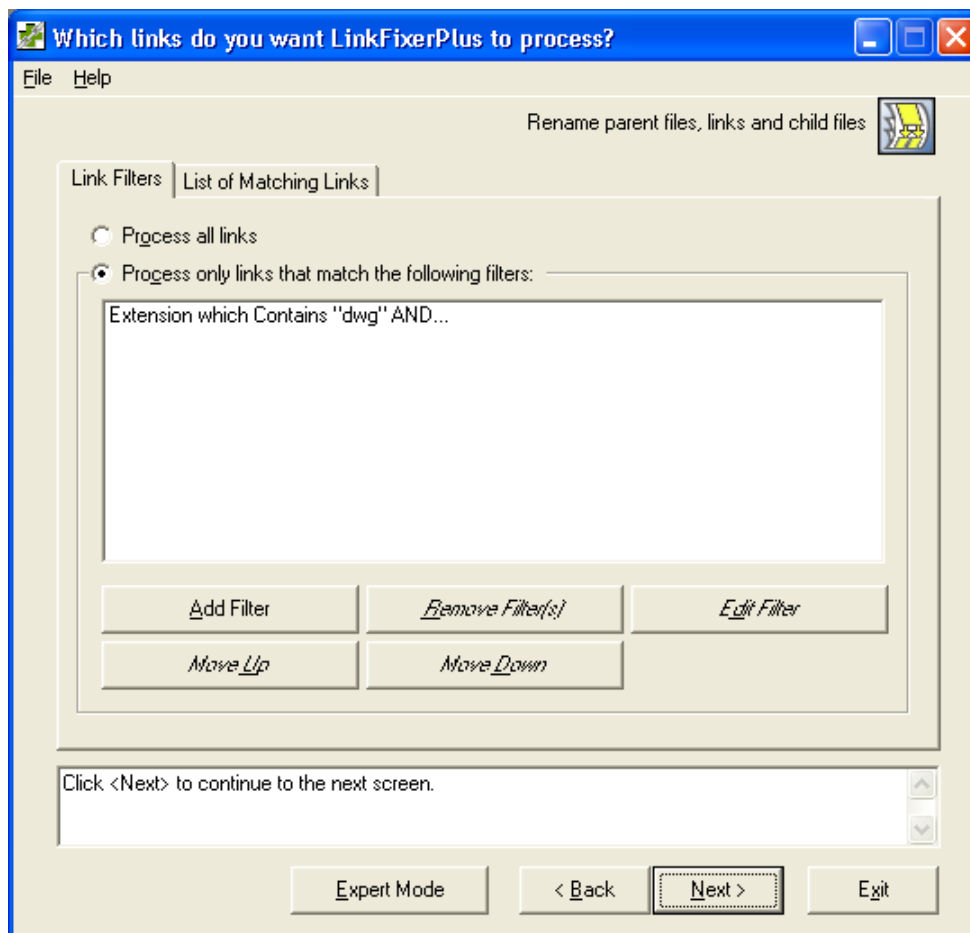 Which links do you want LinkFixerPlus to process?
File Help
Rename parent files, links and child files
Link Filters List of Matching Links
Process all links
Process only links that match the following filters:
Extension which Contains "dwg" AND...
Add Filter Remove Filter(s) Edit Filter
Move Up Move Down
Click <Next> to continue to the next screen.
Expert Mode < Back Next > Exit